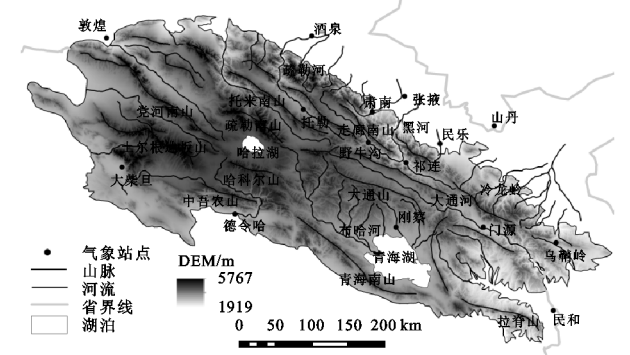 敦煌
酒泉
疏勒河
托来南山
肃南
张掖
党河南山
疏勒南山
托勒
走廊南山
黑河
山丹
民乐
土尔根达坂山
哈拉湖
野牛沟
祁连
大柴旦
哈科尔山
大通山
大通河
冷龙岭
中吾农山
德令哈
布哈河
刚察
门源
乌鞘岭
青海湖
青海南山
拉脊山
民和
气象站点
山脉
河流
省界线
湖泊
DEM/m
5767
1919
0 50 100 150 200 km